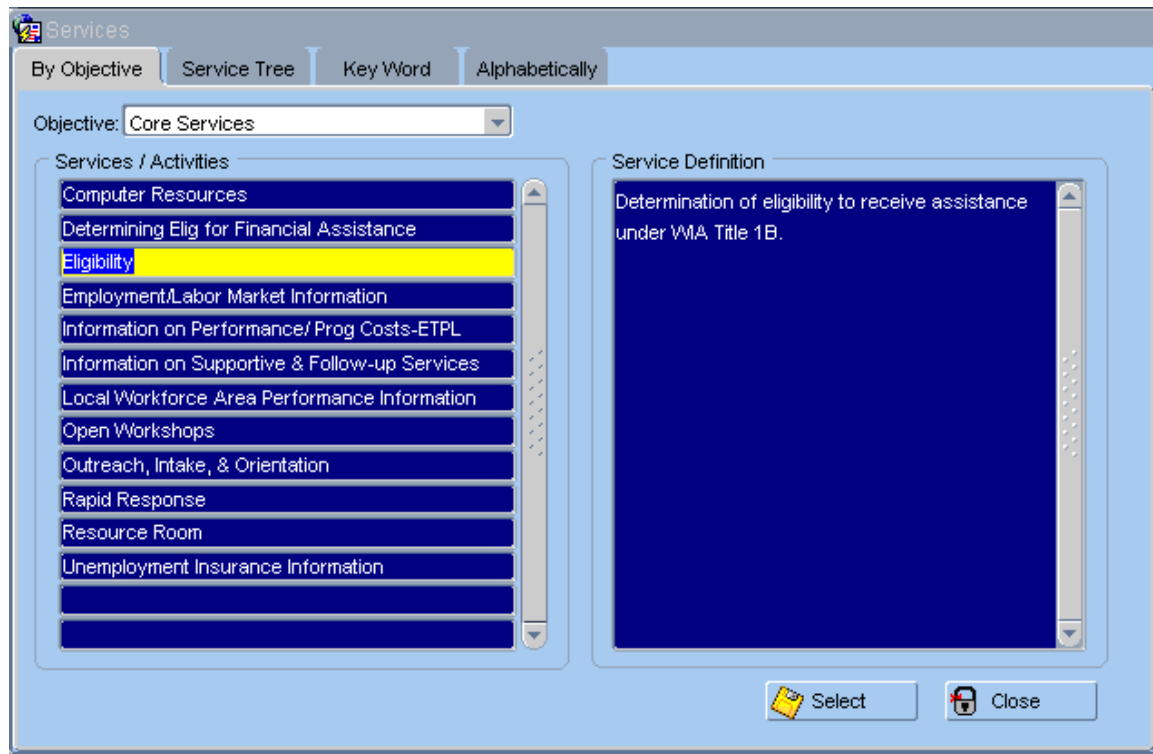 Services
By Objective
Service Tree
Key Word
Alphabetically
Objective: Core Services
Services / Activities
Computer Resources
Determining Elig for Financial Assistance
Eligibility
Employment/Labor Market Information
Information on Performance/ Prog Costs-ETPL
Information on Supportive & Follow-up Services
Local Workforce Area Performance Information
Open Workshops
Outreach, Intake, & Orientation
Rapid Response
Resource Room
Unemployment Insurance Information
Service Definition
Determination of eligibility to receive assistance
under WIA Title 1B.
Select
Close